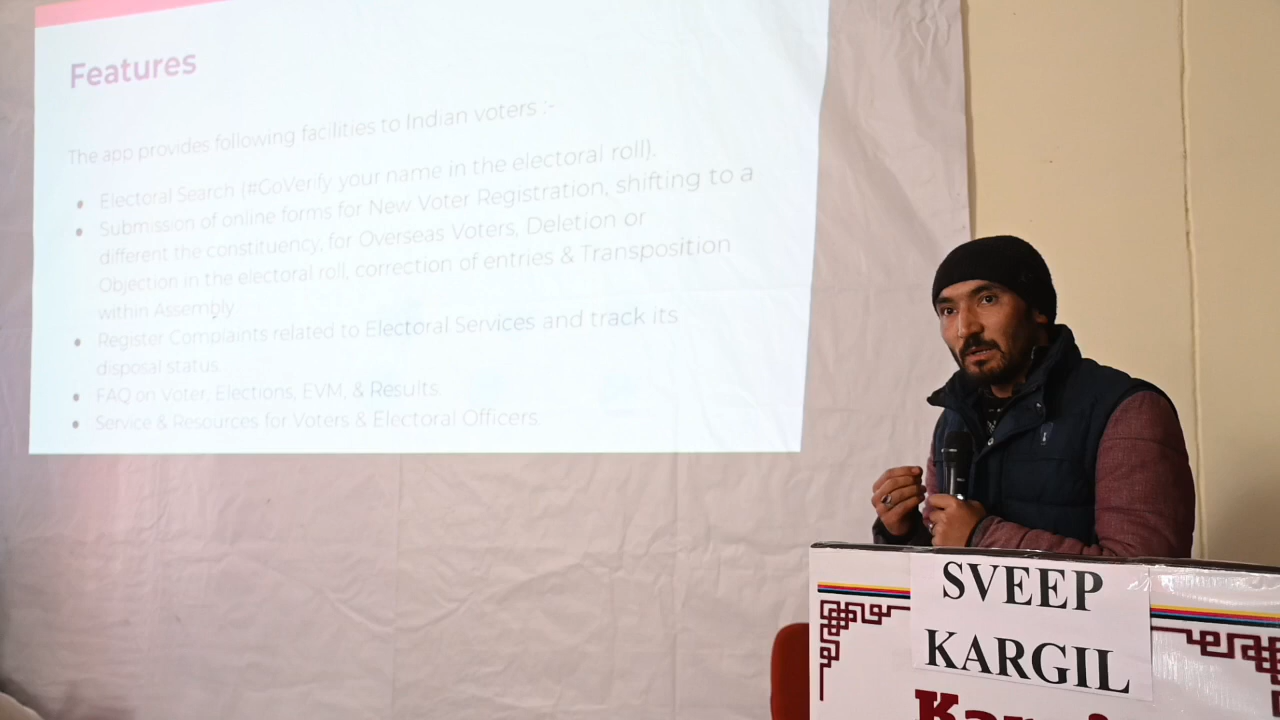 Features
The app provides following facilities to Indian voters :-
• Electoral Search (#GoVerify your name in the electoral roll).
• Submission of online forms for New Voter Registration, shifting to a
different the constituency, for Overseas Voters, Deletion or
Objection in the electoral roll, correction of entries & Transposition
within Assembly
• Register Complaints related to Electoral Services and track its
disposal status
• FAQ on Voter, Elections, EVM, & Results
• Service & Resources for Voters & Electoral Officers
SVEEP
KARGIL